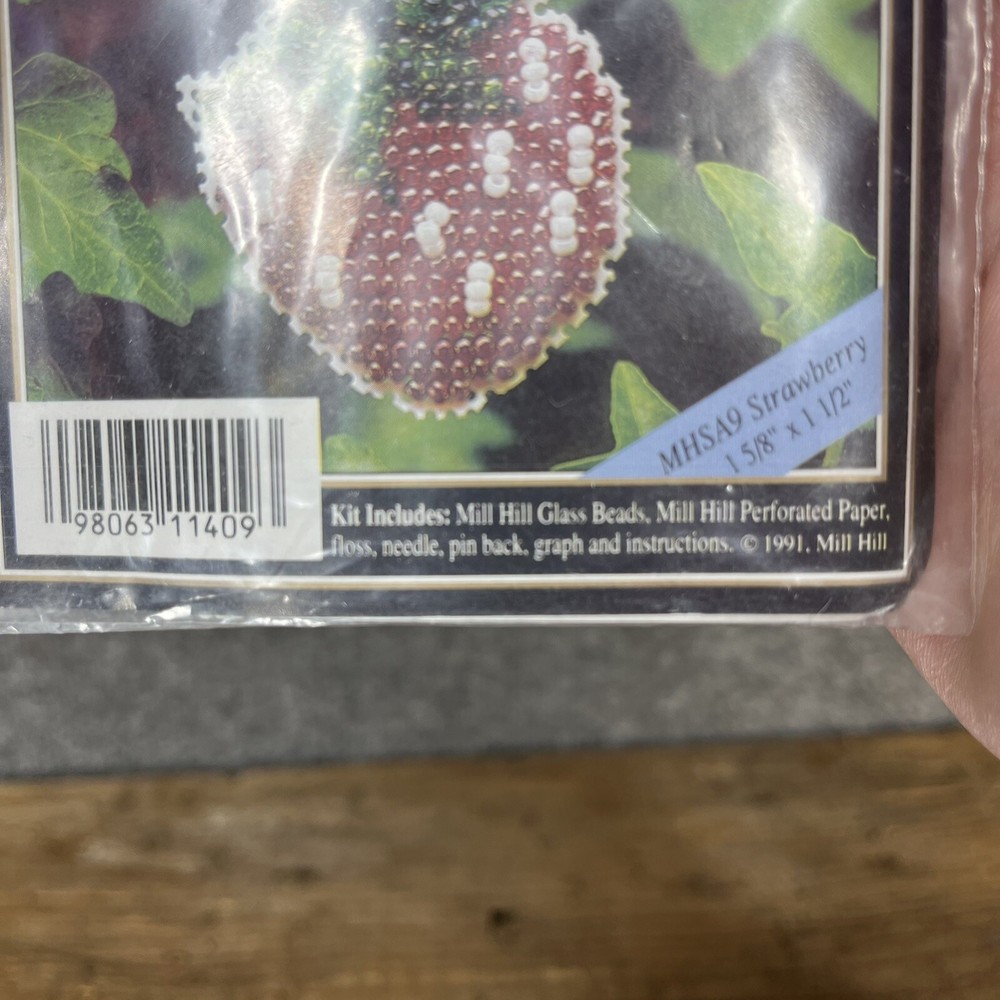 MHSA9 Strawberry
1 5/8" x 1 1/2"
98063 11409
Kit Includes: Mill Hill Glass Beads, Mill Hill Perforated Paper,
floss, needle, pin back, graph and instructions. © 1991, Mill Hill